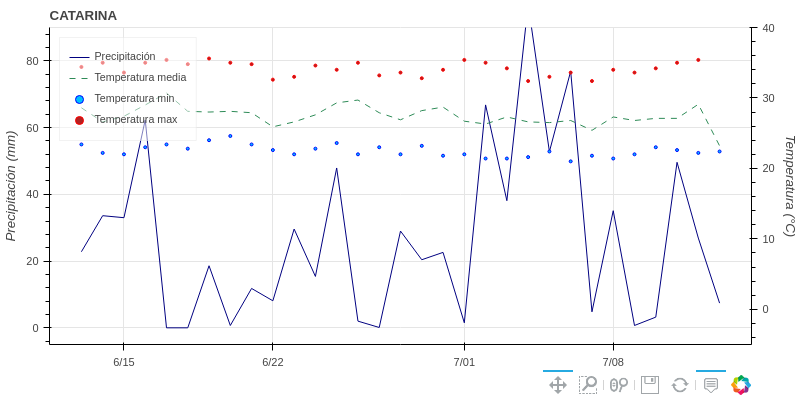 CATARINA
Precipitación
Temperatura media
Temperatura min
Temperatura max
Precipitación (mm)
80
60
40
20
0
40
30
20
10
0
Temperatura (°C)
6/15
6/22
7/01
7/08